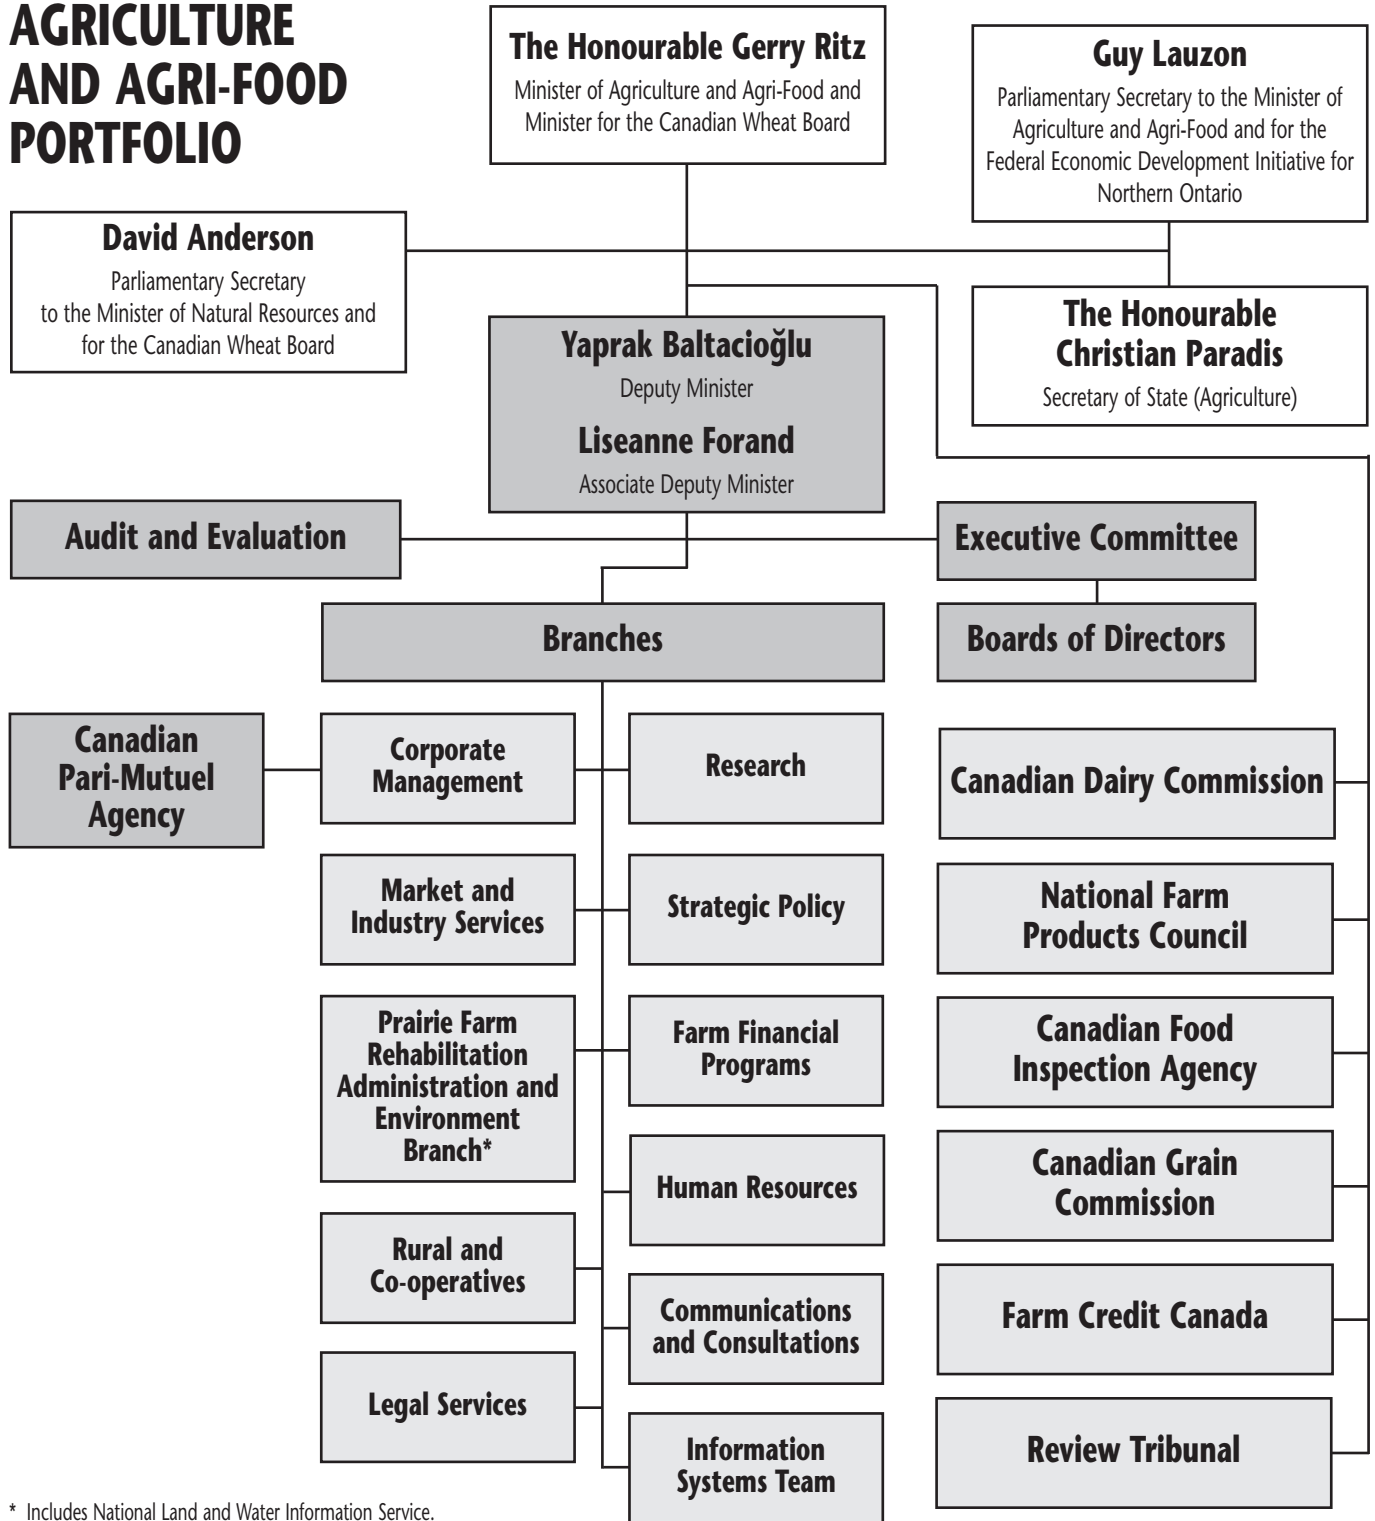 AGRICULTURE
AND AGRI-FOOD
PORTFOLIO
The Honourable Gerry Ritz
Minister of Agriculture and Agri-Food and
Minister for the Canadian Wheat Board
Guy Lauzon
Parliamentary Secretary to the Minister of
Agriculture and Agri-Food and for the
Federal Economic Development Initiative for
Northern Ontario
David Anderson
Parliamentary Secretary
to the Minister of Natural Resources and
for the Canadian Wheat Board
The Honourable
Christian Paradis
Secretary of State (Agriculture)
Yaprak Baltacioğlu
Deputy Minister
Liseanne Forand
Associate Deputy Minister
Audit and Evaluation
Executive Committee
Branches
Boards of Directors
Canadian
Pari-Mutuel
Agency
Corporate
Management
Research
Market and
Industry Services
Strategic Policy
Prairie Farm
Rehabilitation
Administration and
Environment
Branch*
Farm Financial
Programs
Human Resources
Rural and
Co-operatives
Communications
and Consultations
Legal Services
Information
Systems Team
Canadian Dairy Commission
National Farm
Products Council
Canadian Food
Inspection Agency
Canadian Grain
Commission
Farm Credit Canada
Review Tribunal
* Includes National Land and Water Information Service.